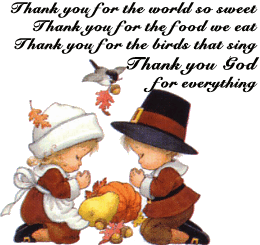 Thank you for the world so sweet
Thank you for the food we eat
Thank you for the birds that sing
Thank you God
for everything